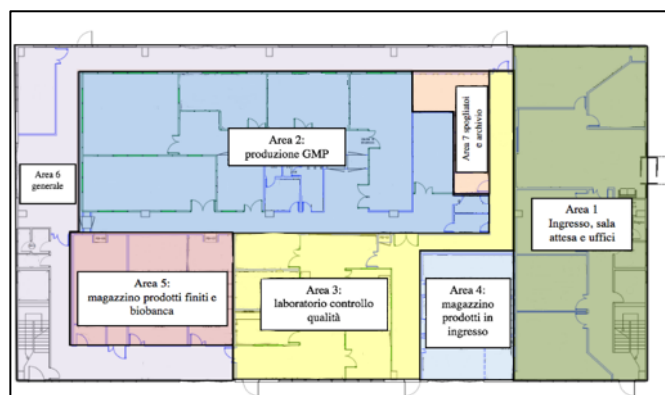 Area 2:
produzione GMP
Area 7 spogliatoi
e archivio
Area 6
generale
Area 1
Ingresso, sala
attesa e uffici
Area 5:
magazzino prodotti finiti e
biobanca
Area 3:
laboratorio controllo
qualità
Area 4:
magazzino
prodotti in
ingresso